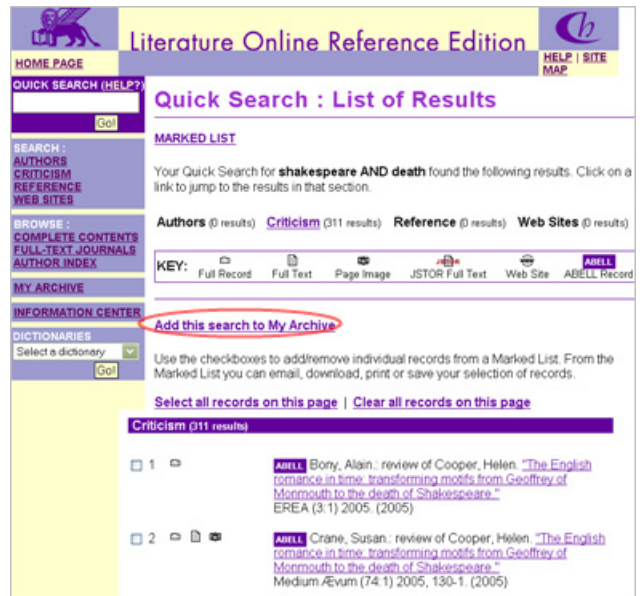 Literature Online Reference Edition
HOME PAGE
HELP | SITE
MAP
QUICK SEARCH (HELP?)
Go!
SEARCH :
AUTHORS
CRITICISM
REFERENCE
WEB SITES
BROWSE :
COMPLETE CONTENTS
FULL-TEXT JOURNALS
AUTHOR INDEX
MY ARCHIVE
INFORMATION CENTER
DICTIONARIES
Select a dictionary
Go!
Quick Search : List of Results
MARKED LIST
Your Quick Search for shakespeare AND death found the following results. Click on a
link to jump to the results in that section.
Authors (0 results) Criticism (311 results) Reference (0 results) Web Sites (0 results)
KEY: Full Record Full Text Page Image JSTOR Full Text Web Site ABELL ABELL Record
Add this search to My Archive
Use the checkboxes to add/remove individual records from a Marked List. From the
Marked List you can email, download, print or save your selection of records.
Select all records on this page | Clear all records on this page
Criticism (311 results)
1 ABELL Bony, Alain.: review of Cooper, Helen. "The English
romance in time: transforming motifs from Geoffrey of
Monmouth to the death of Shakespeare."
EREA (3:1) 2005. (2005)
2 ABELL Crane, Susan.: review of Cooper, Helen. "The English
romance in time: transforming motifs from Geoffrey of
Monmouth to the death of Shakespeare."
Medium Ævum (74:1) 2005, 130-1. (2005)